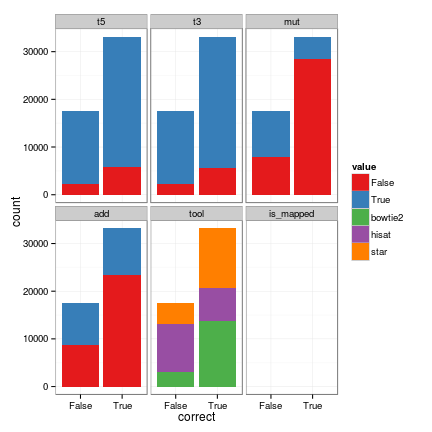 t5 t3 mut
30000
20000
10000
0
add tool is_mapped
30000
20000
10000
0
False True False True False True
correct
count
value
False
True
bowtie2
hisat
star